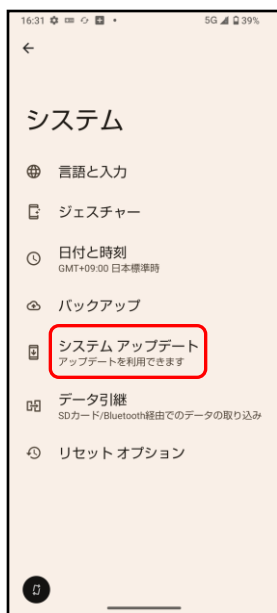 16:31 5G 39%
システム
言語と入力
ジェスチャー
日付と時刻
GMT+09:00 日本標準時
バックアップ
システム アップデート
アップデートを利用できます
データ引継
SDカード/Bluetooth経由でのデータの取り込み
リセット オプション